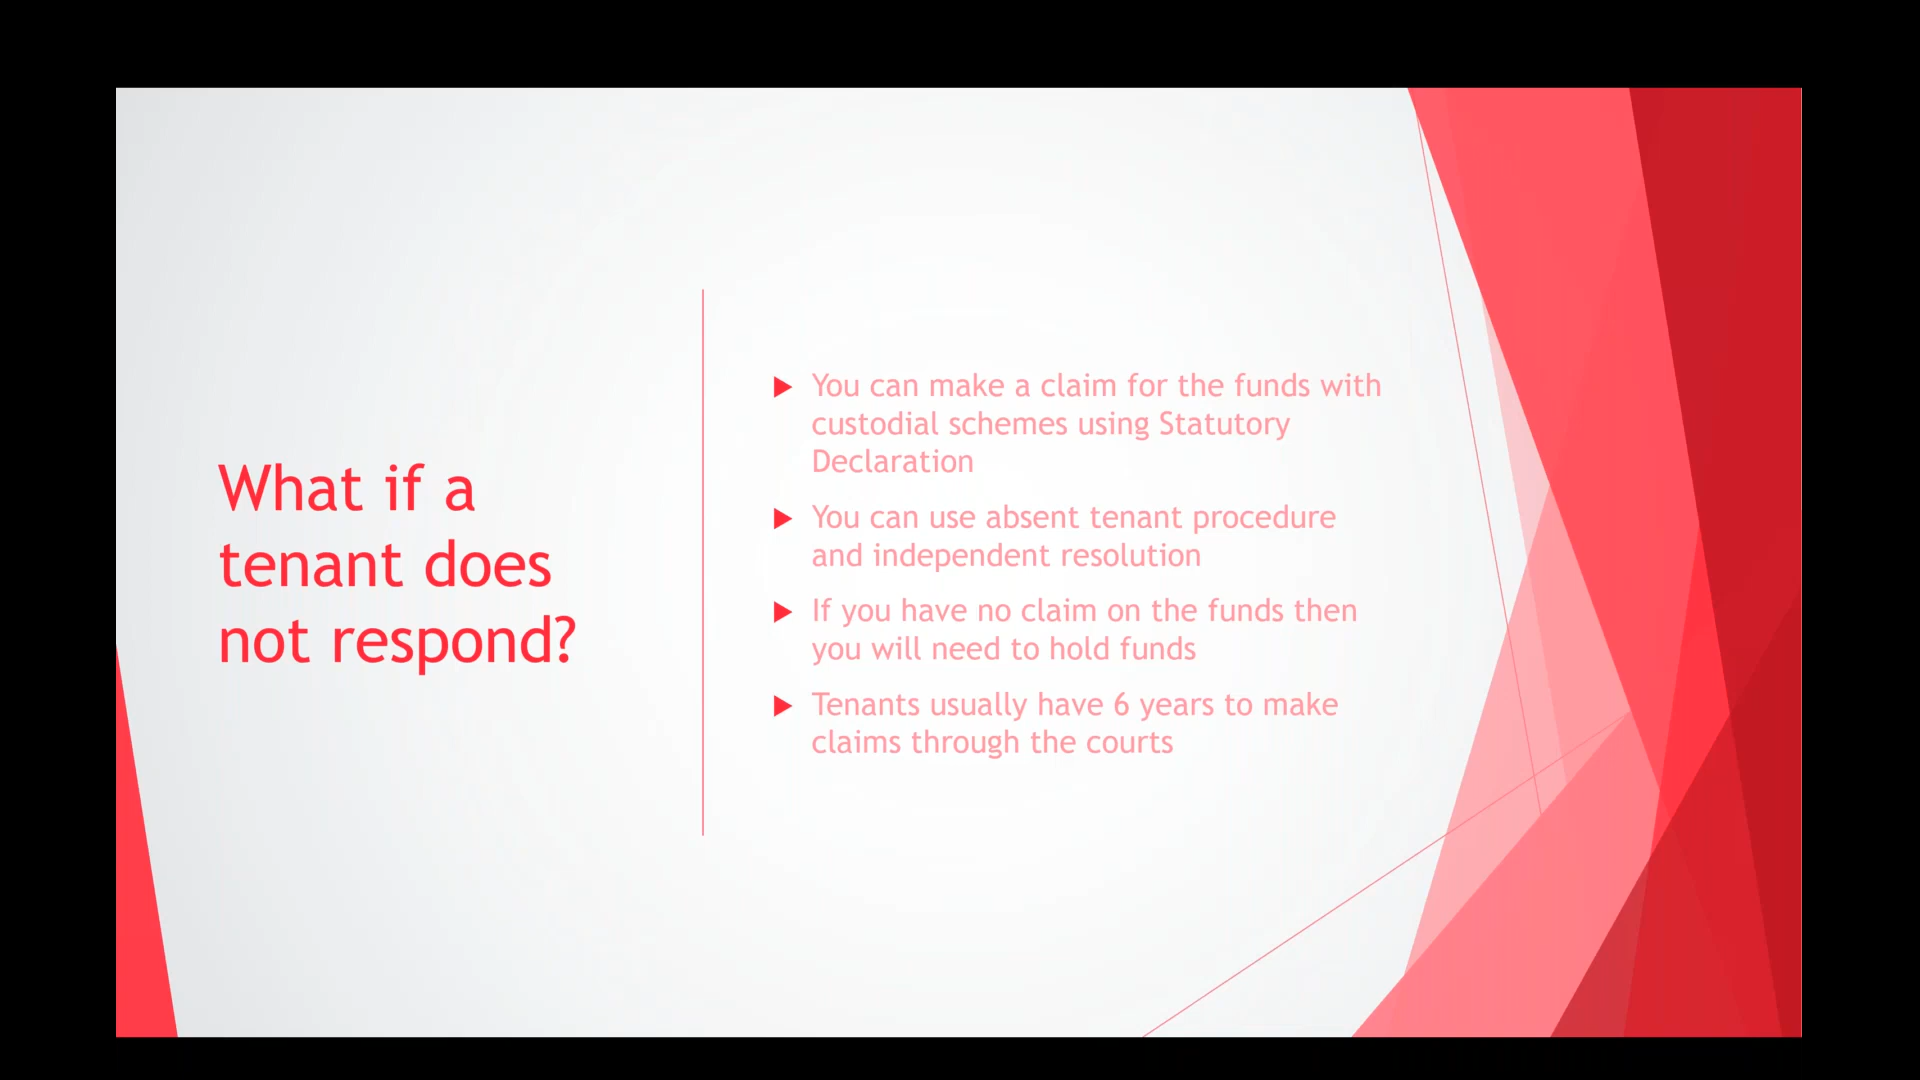 What if a
tenant does
not respond?
You can make a claim for the funds with
custodial schemes using Statutory
Declaration
You can use absent tenant procedure
and independent resolution
If you have no claim on the funds then
you will need to hold funds
Tenants usually have 6 years to make
claims through the courts